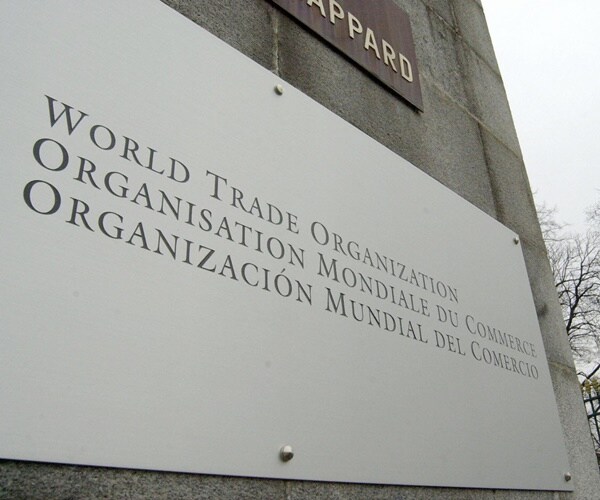 APPARD
WORLD TRADE ORGANIZATION
ORGANISATION MONDIALE DU COMMERCE
ORGANIZACIÓN MUNDIAL DEL COMERCIO